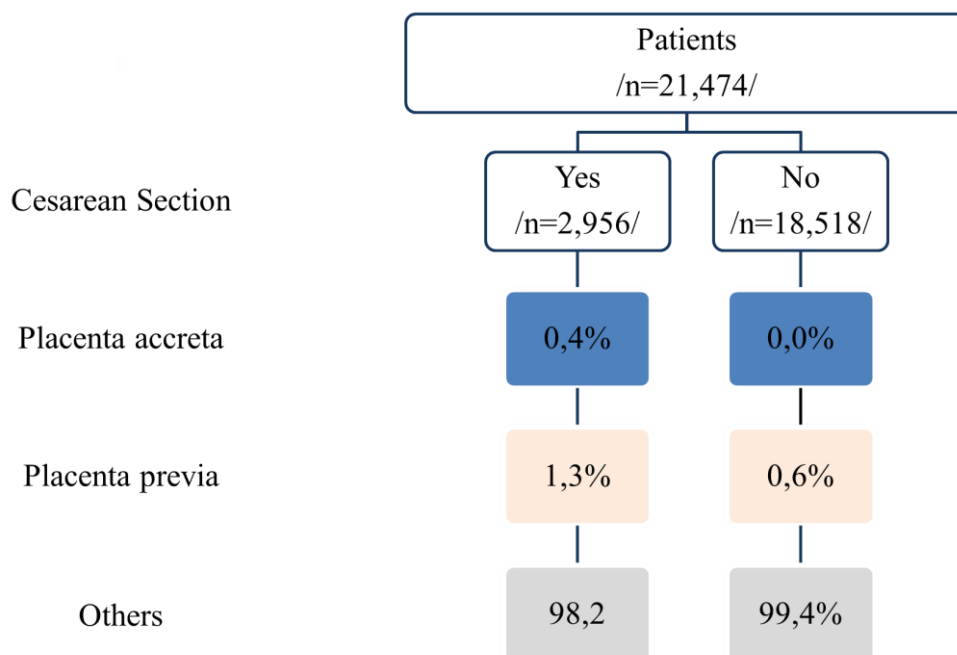 Patients
/n=21,474/
Cesarean Section
Yes
/n=2,956/
No
/n=18,518/
Placenta accreta
0,4%
0,0%
Placenta previa
1,3%
0,6%
Others
98,2
99,4%